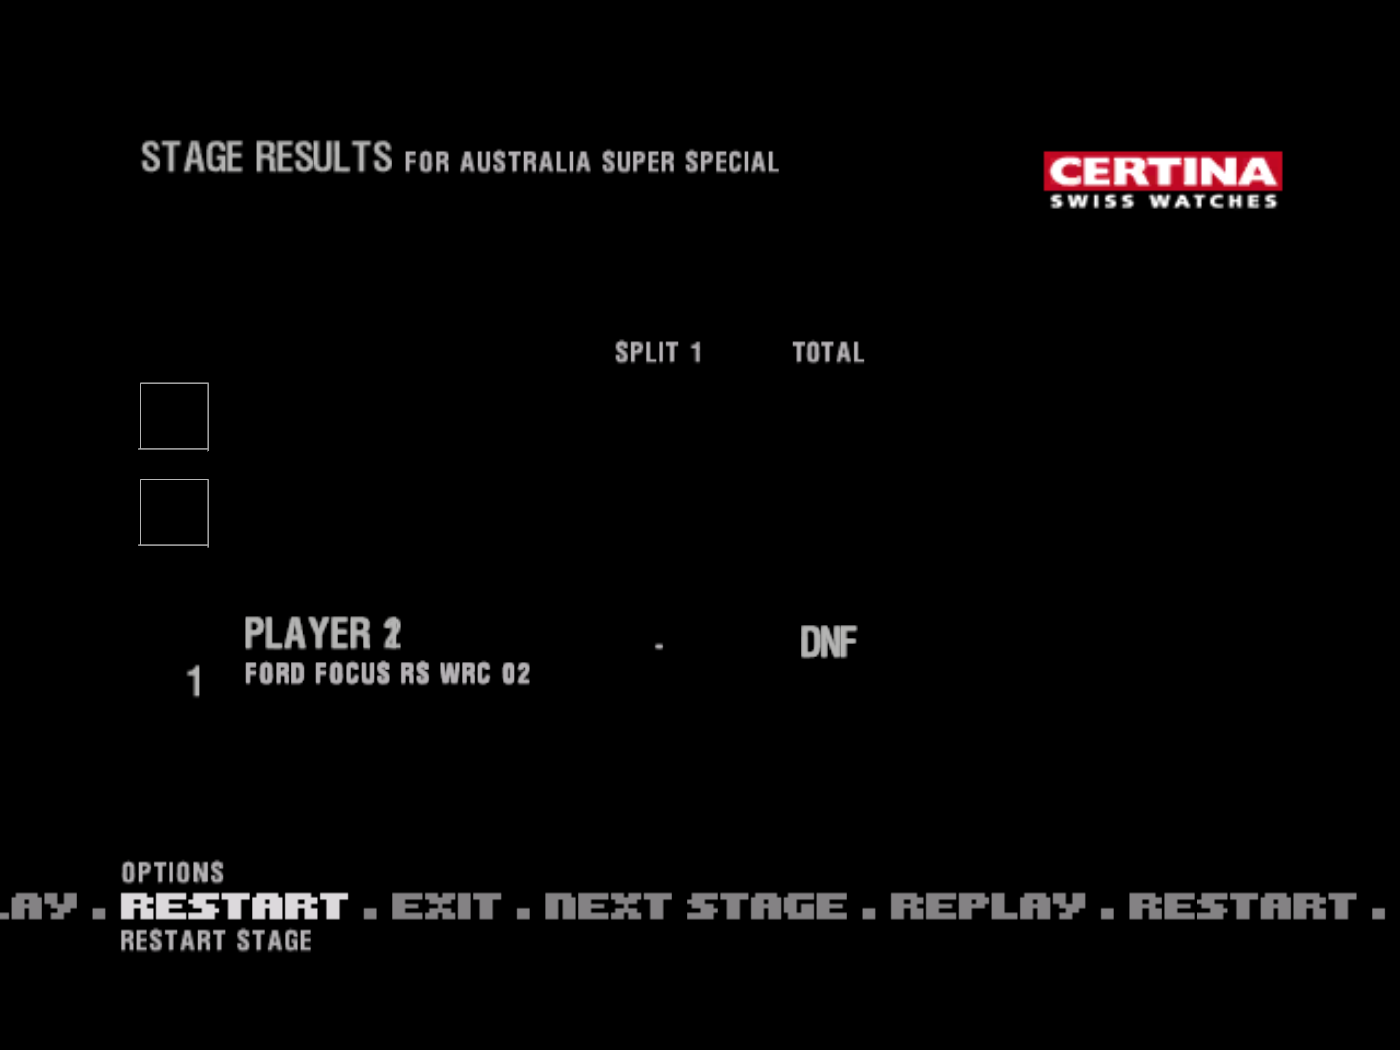 STAGE RESULTS FOR AUSTRALIA SUPER SPECIAL
CERTINA
SWISS WATCHES
SPLIT 1 TOTAL
PLAYER 2 - DNF
1 FORD FOCUS RS WRC 02
OPTIONS
LAY . RESTART . EXIT . NEXT STAGE . REPLAY . RESTART .
RESTART STAGE